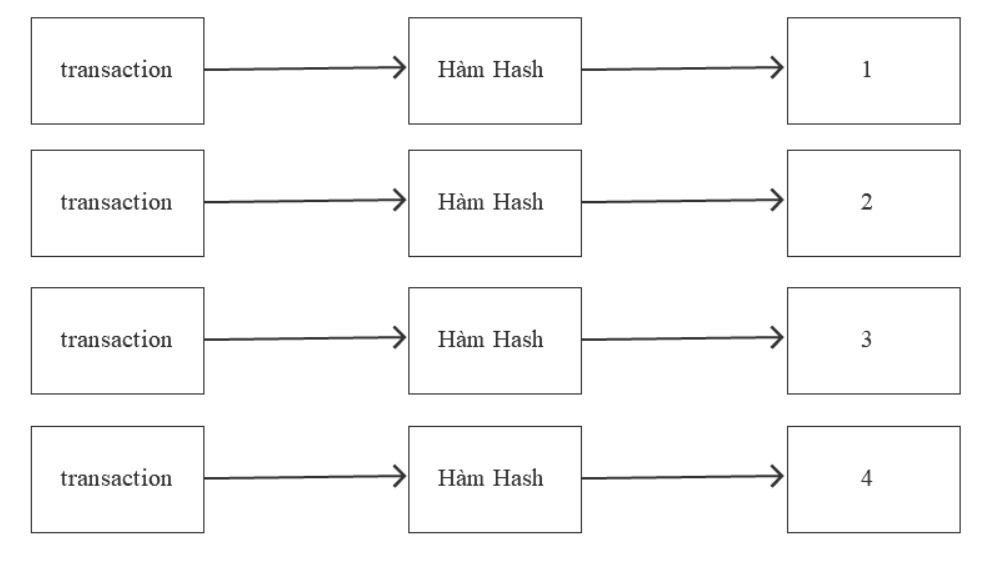 transaction Hàm Hash 1
transaction Hàm Hash 2
transaction Hàm Hash 3
transaction Hàm Hash 4